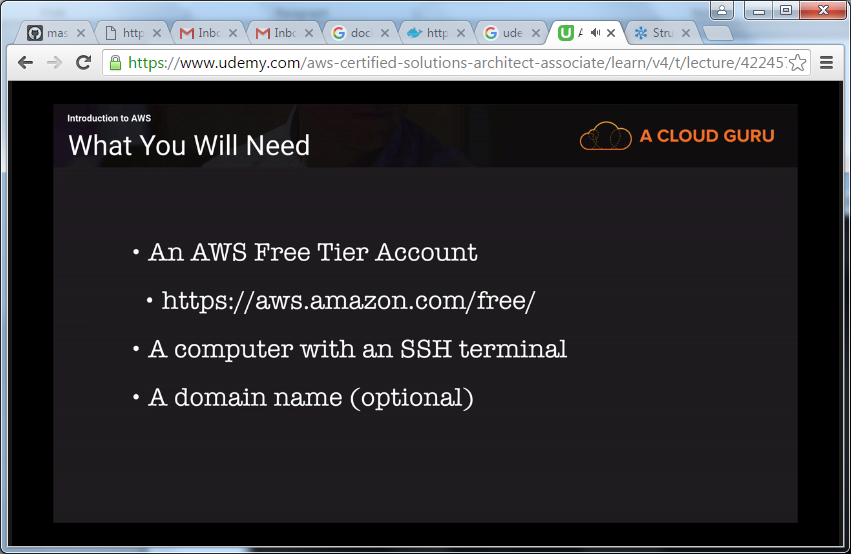 mas
http
Inbo
Inbo
doc
http
ude
A
Stru
https://www.udemy.com/aws-certified-solutions-architect-associate/learn/v4/t/lecture/42245
Introduction to AWS
What You Will Need
A CLOUD GURU
• An AWS Free Tier Account
• https://aws.amazon.com/free/
• A computer with an SSH terminal
• A domain name (optional)